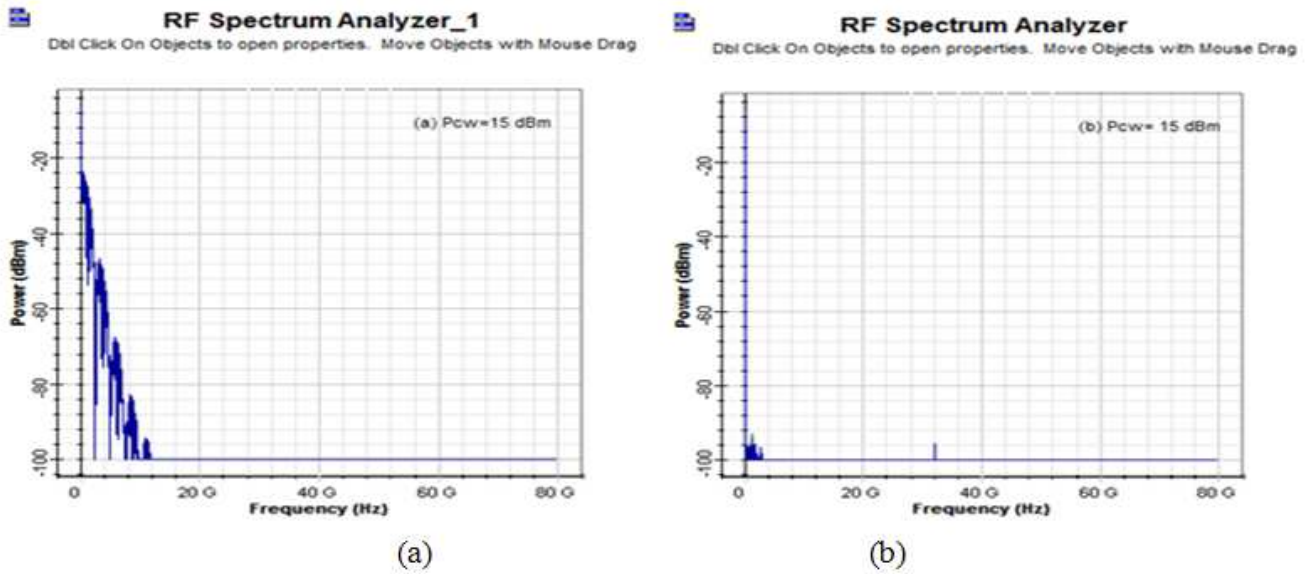 RF Spectrum Analyzer_1
Dbl Click On Objects to open properties. Move Objects with Mouse Drag
(a) Pcw=15 dBm
Power (dBm)
-20
-40
-60
-80
-100
0 20 G 40 G 60 G 80 G
Frequency (Hz)
(a)
RF Spectrum Analyzer
Dbl Click On Objects to open properties. Move Objects with Mouse Drag
(b) Pcw= 15 dBm
Power (dBm)
-20
-40
-60
-80
-100
0 20 G 40 G 60 G 80 G
Frequency (Hz)
(b)